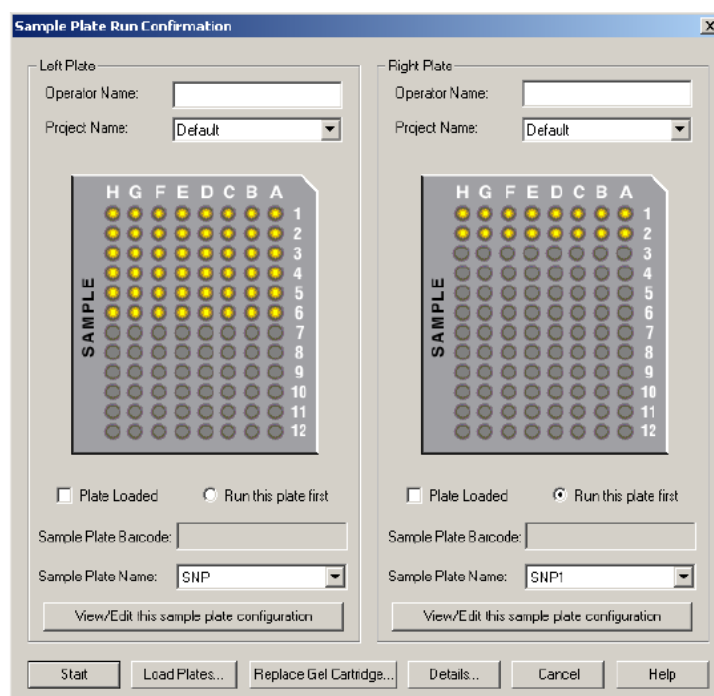 Sample Plate Run Confirmation
Left Plate
Operator Name:
Project Name:
Default
H G F E D C B A
1
2
3
4
5
6
7
8
9
10
11
12
SAMPLE
Plate Loaded
Run this plate first
Sample Plate Barcode:
Sample Plate Name:
SNP
View/Edit this sample plate configuration
Right Plate
Operator Name:
Project Name:
Default
H G F E D C B A
1
2
3
4
5
6
7
8
9
10
11
12
SAMPLE
Plate Loaded
Run this plate first
Sample Plate Barcode:
Sample Plate Name:
SNP1
View/Edit this sample plate configuration
Start
Load Plates...
Replace Gel Cartridge...
Details...
Cancel
Help